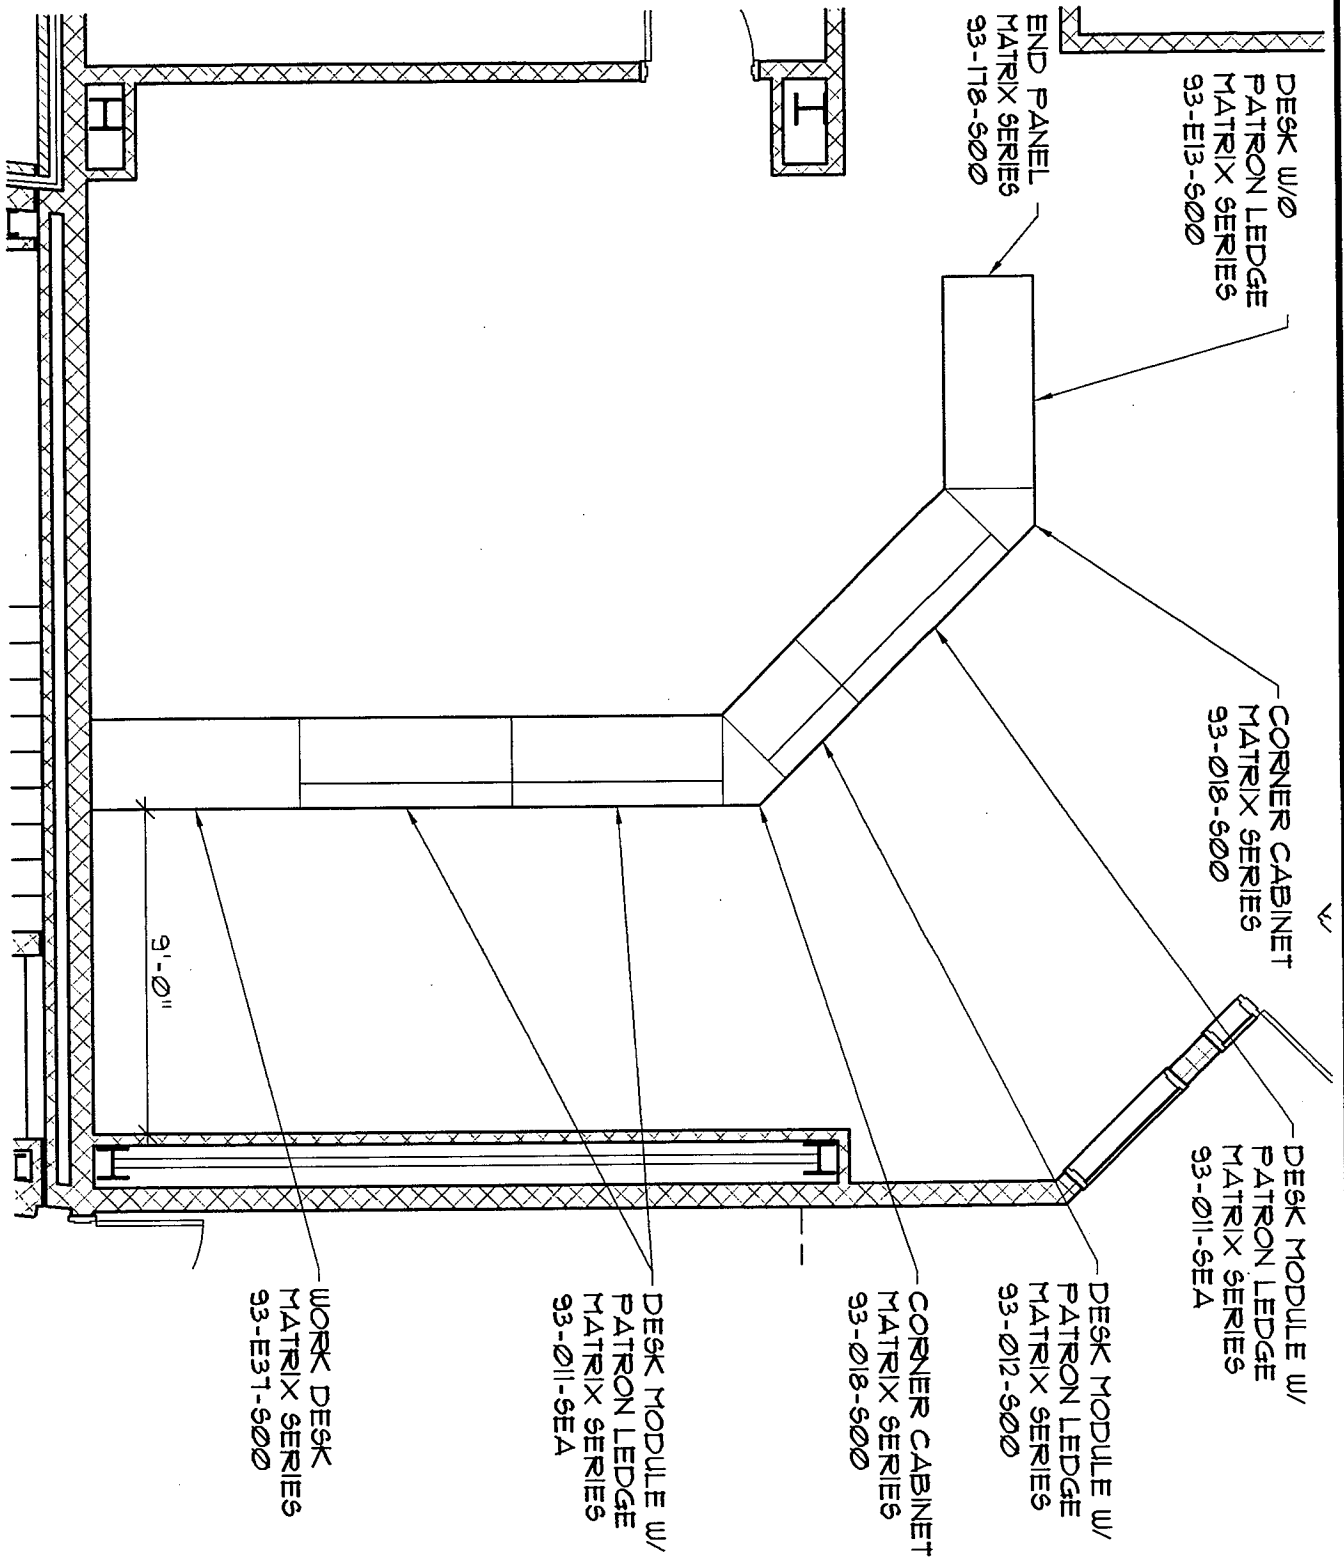 DESK W/O
PATRON LEDGE
MATRIX SERIES
93-E13-S00
CORNER CABINET
MATRIX SERIES
93-018-S00
DESK MODULE W/
PATRON LEDGE
MATRIX SERIES
93-011-SEA
END PANEL
MATRIX SERIES
93-178-S00
DESK MODULE W/
PATRON LEDGE
MATRIX SERIES
93-012-S00
CORNER CABINET
MATRIX SERIES
93-018-S00
DESK MODULE W/
PATRON LEDGE
MATRIX SERIES
93-011-SEA
WORK DESK
MATRIX SERIES
93-E37-S00
9'-0"